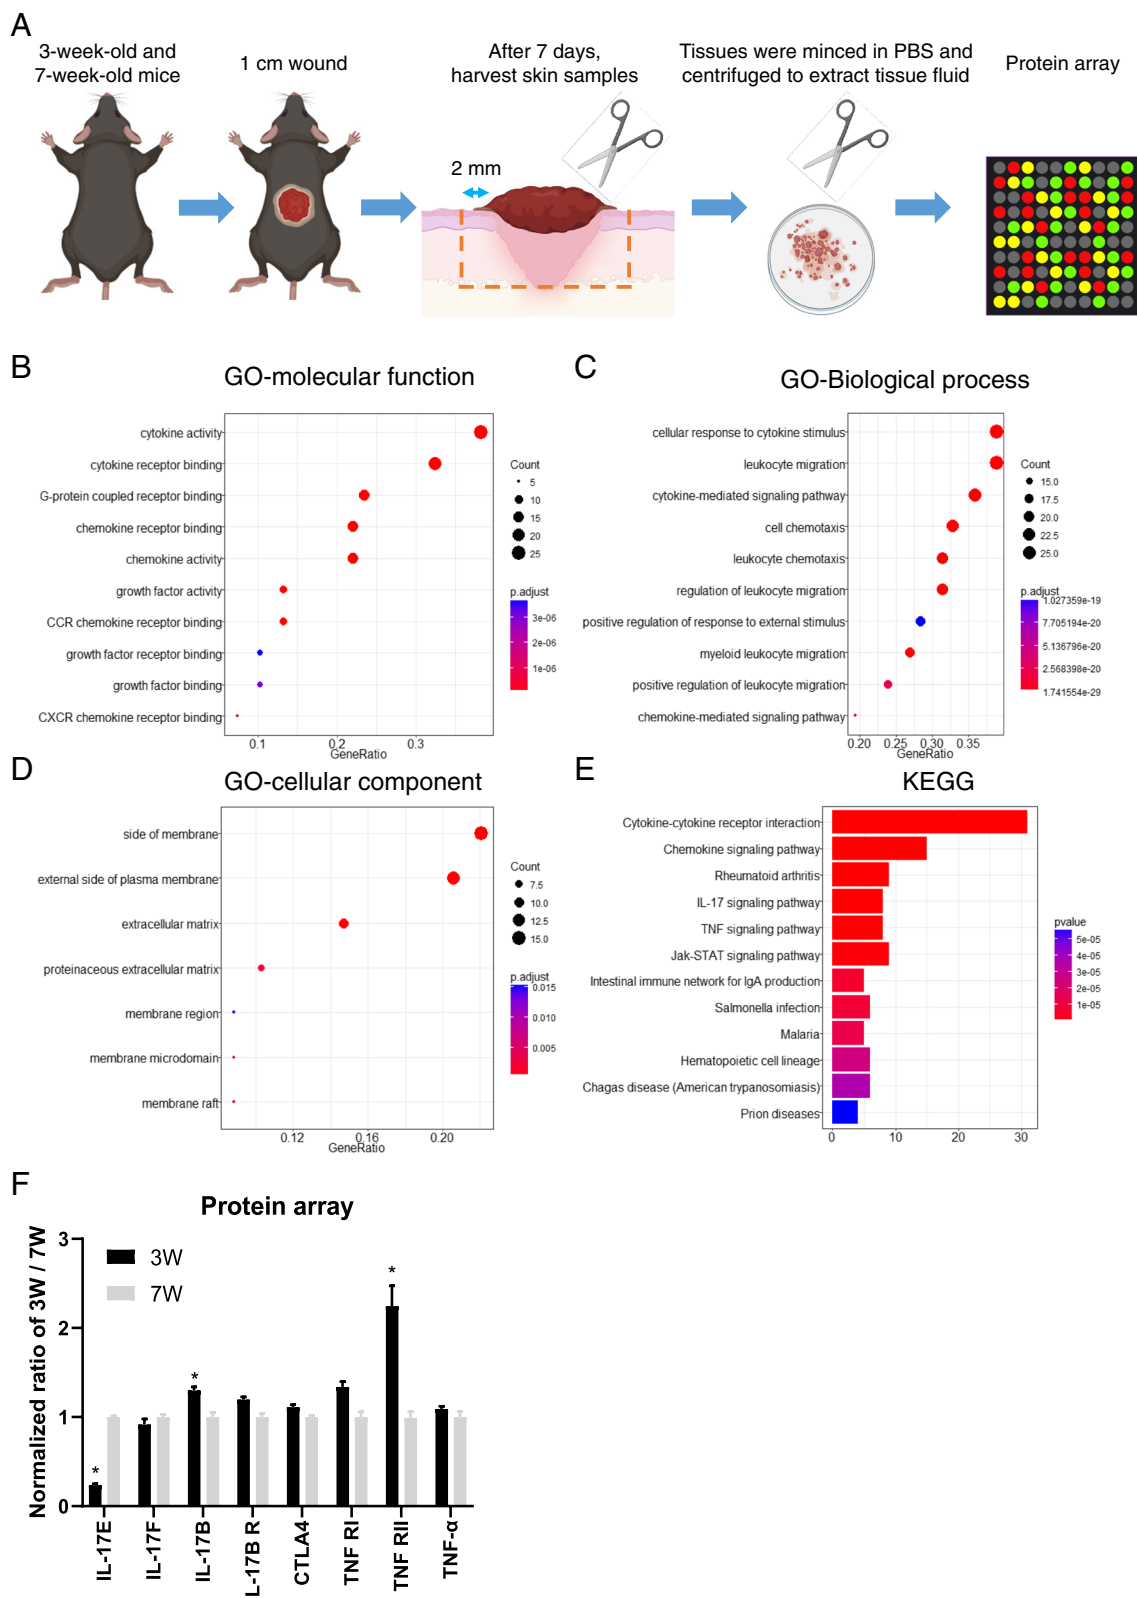 A
3-week-old and
7-week-old mice
1 cm wound
After 7 days,
harvest skin samples
Tissues were minced in PBS and
centrifuged to extract tissue fluid
Protein array
2 mm
B
GO-molecular function
cytokine activity
cytokine receptor binding
G-protein coupled receptor binding
chemokine receptor binding
chemokine activity
growth factor activity
CCR chemokine receptor binding
growth factor receptor binding
growth factor binding
CXCR chemokine receptor binding
0.1 0.2 0.3
GeneRatio
Count
5
10
15
20
25
p.adjust
3e-06
2e-06
1e-06
C
GO-Biological process
cellular response to cytokine stimulus
leukocyte migration
cytokine-mediated signaling pathway
cell chemotaxis
leukocyte chemotaxis
regulation of leukocyte migration
positive regulation of response to external stimulus
myeloid leukocyte migration
positive regulation of leukocyte migration
chemokine-mediated signaling pathway
0.20 0.25 0.30 0.35
GeneRatio
Count
15.0
17.5
20.0
22.5
25.0
p.adjust
1.027359e-19
7.705194e-20
5.136796e-20
2.568398e-20
1.741554e-29
D
GO-cellular component
side of membrane
external side of plasma membrane
extracellular matrix
proteinaceous extracellular matrix
membrane region
membrane microdomain
membrane raft
0.12 0.16 0.20
GeneRatio
Count
7.5
10.0
12.5
15.0
p.adjust
0.015
0.010
0.005
E
KEGG
Cytokine-cytokine receptor interaction
Chemokine signaling pathway
Rheumatoid arthritis
IL-17 signaling pathway
TNF signaling pathway
Jak-STAT signaling pathway
Intestinal immune network for IgA production
Salmonella infection
Malaria
Hematopoietic cell lineage
Chagas disease (American trypanosomiasis)
Prion diseases
0 10 20 30
pvalue
5e-05
4e-05
3e-05
2e-05
1e-05
F
Protein array
Normalized ratio of 3W / 7W
3
2
1
0
3W
7W
*
*
*
IL-17E
IL-17F
IL-17B
L-17B R
CTLA4
TNF RI
TNF RII
TNF-α